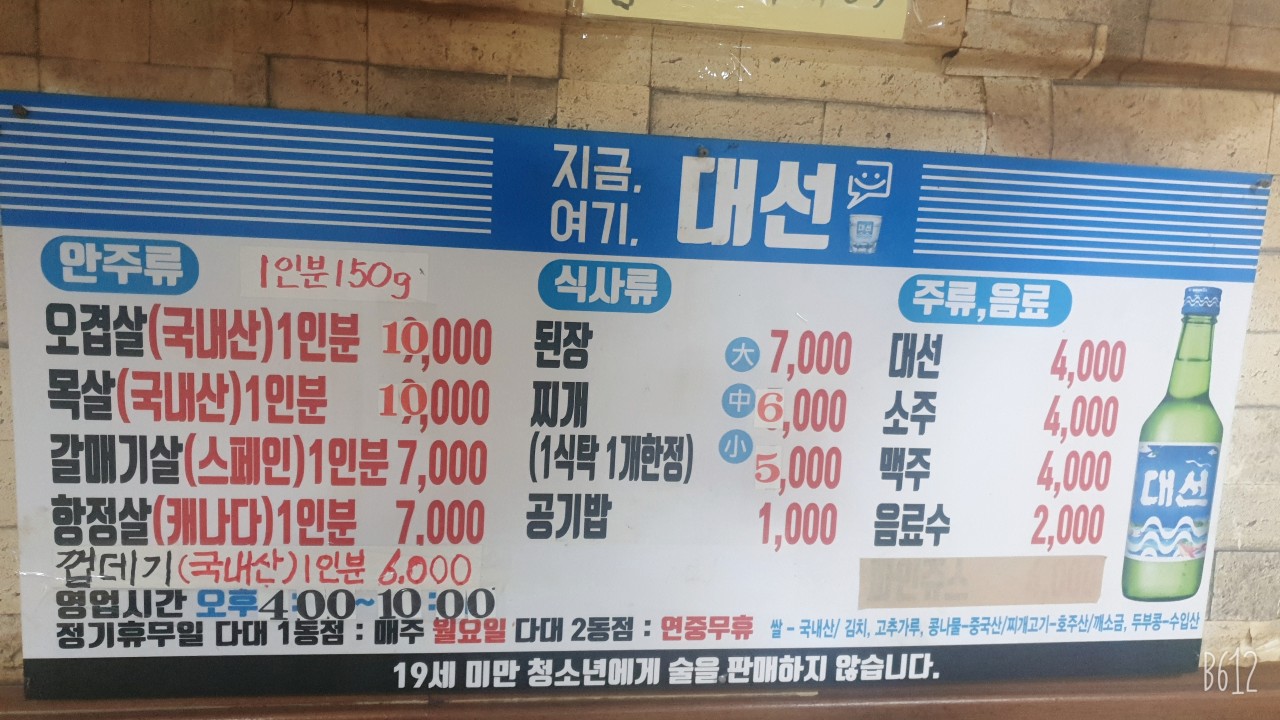 지금,
여기, 대선
안주류 1인분 150g
오겹살(국내산)1인분 10,000
목살(국내산)1인분 10,000
갈매기살(스페인)1인분 7,000
항정살(캐나다)1인분 7,000
껍데기(국내산)1인분 6,000
영업시간 오후4:00~10:00
정기휴무일 다대 1동점 : 매주 월요일 다대 2동점 : 연중무휴
식사류
된장 大 7,000
찌개 中 6,000
(1식탁 1개한정) 小 5,000
공기밥 1,000
주류,음료
대선 4,000
소주 4,000
맥주 4,000
음료수 2,000
대선
쌀 - 국내산/ 김치, 고추가루, 콩나물-중국산/찌개고기-호주산/깨소금, 두부콩-수입산
19세 미만 청소년에게 술을 판매하지 않습니다.
B612